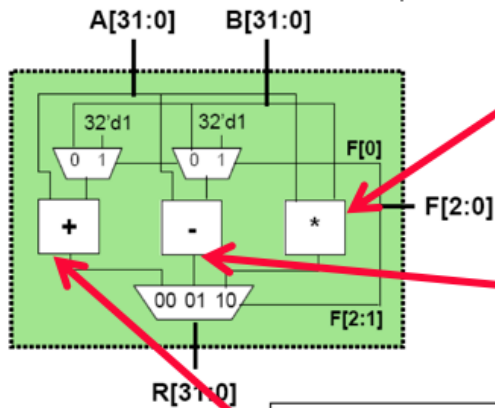 A[31:0] B[31:0]
32'd1 32'd1
0 1 0 1
F[0]
F[2:0]
+ - *
00 01 10
F[2:1]
R[31:0]